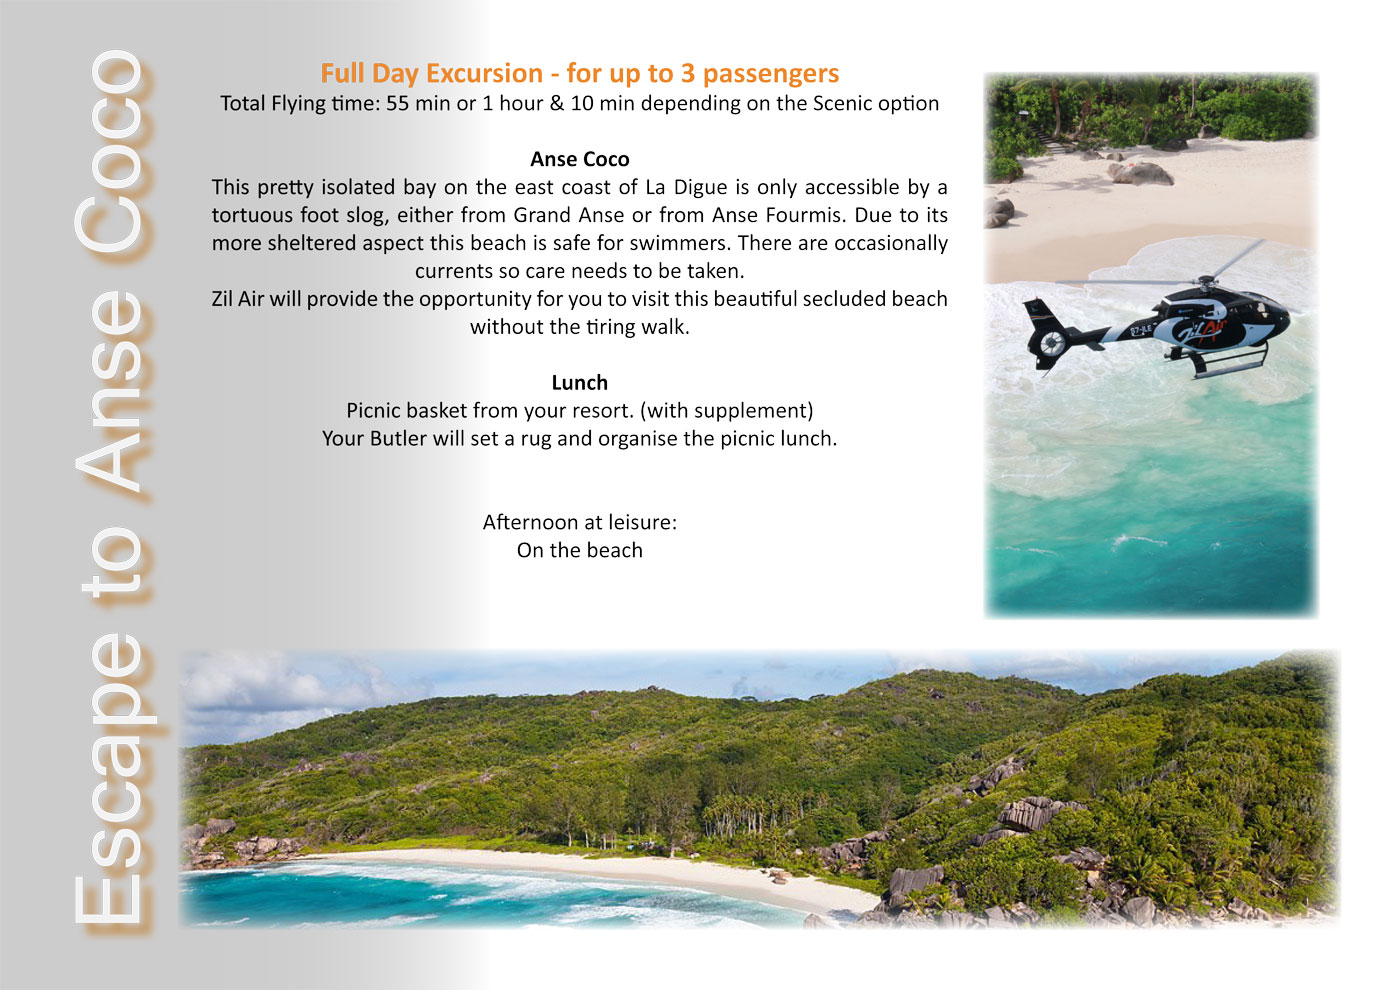 Escape to Anse Coco
Full Day Excursion - for up to 3 passengers
Total Flying time: 55 min or 1 hour & 10 min depending on the Scenic option
Anse Coco
This pretty isolated bay on the east coast of La Digue is only accessible by a
tortuous foot slog, either from Grand Anse or from Anse Fourmis. Due to its
more sheltered aspect this beach is safe for swimmers. There are occasionally
currents so care needs to be taken.
Zil Air will provide the opportunity for you to visit this beautiful secluded beach
without the tiring walk.
Lunch
Picnic basket from your resort. (with supplement)
Your Butler will set a rug and organise the picnic lunch.
Afternoon at leisure:
On the beach
S7-ILE
Zil Air